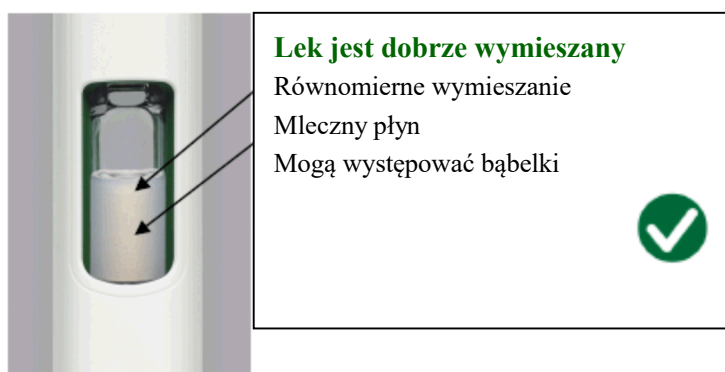 Lek jest dobrze wymieszany
Równomierne wymieszanie
Mleczny płyn
Mogą występować bąbelki